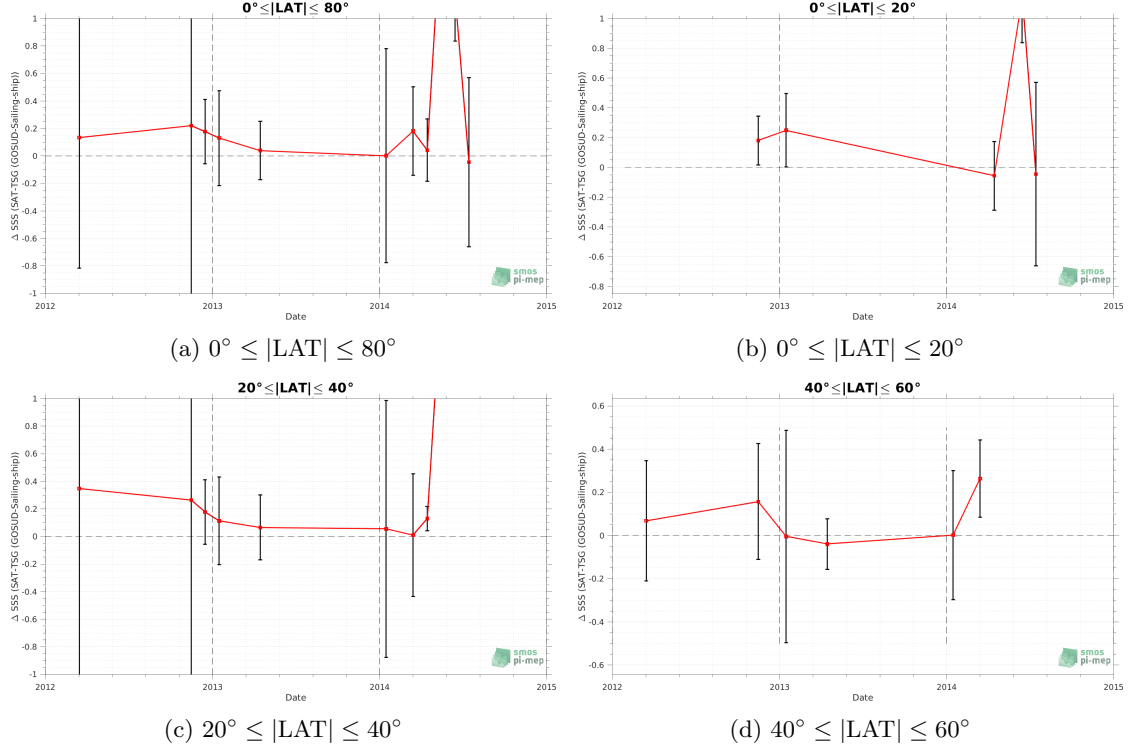 0°≤|LAT|≤ 80°
Δ SSS (SAT-TSG (GOSUD-Sailing-ship))
1
0.8
0.6
0.4
0.2
0
-0.2
-0.4
-0.6
-0.8
-1
2012
2013
2014
2015
Date
smos
pi-mep
(a) 0° ≤ |LAT| ≤ 80°
0°≤|LAT|≤ 20°
Δ SSS (SAT-TSG (GOSUD-Sailing-ship))
1
0.8
0.6
0.4
0.2
0
-0.2
-0.4
-0.6
-0.8
2012
2013
2014
2015
Date
smos
pi-mep
(b) 0° ≤ |LAT| ≤ 20°
20°≤|LAT|≤ 40°
Δ SSS (SAT-TSG (GOSUD-Sailing-ship))
1
0.8
0.6
0.4
0.2
0
-0.2
-0.4
-0.6
-0.8
-1
2012
2013
2014
2015
Date
smos
pi-mep
(c) 20° ≤ |LAT| ≤ 40°
40°≤|LAT|≤ 60°
Δ SSS (SAT-TSG (GOSUD-Sailing-ship))
0.6
0.4
0.2
0
-0.2
-0.4
-0.6
2012
2013
2014
2015
Date
smos
pi-mep
(d) 40° ≤ |LAT| ≤ 60°